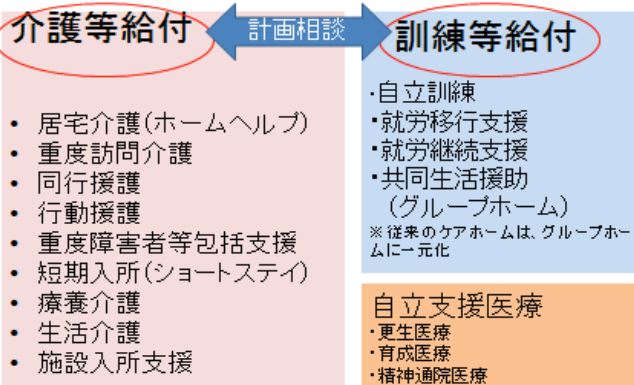 介護等給付
計画相談
訓練等給付
• 居宅介護(ホームヘルプ)
• 重度訪問介護
• 同行援護
• 行動援護
• 重度障害者等包括支援
• 短期入所(ショートステイ)
• 療養介護
• 生活介護
• 施設入所支援
・自立訓練
・就労移行支援
・就労継続支援
・共同生活援助
(グループホーム)
※従来のケアホームは、グループホー
ムに一元化
自立支援医療
・更生医療
・育成医療
・精神通院医療